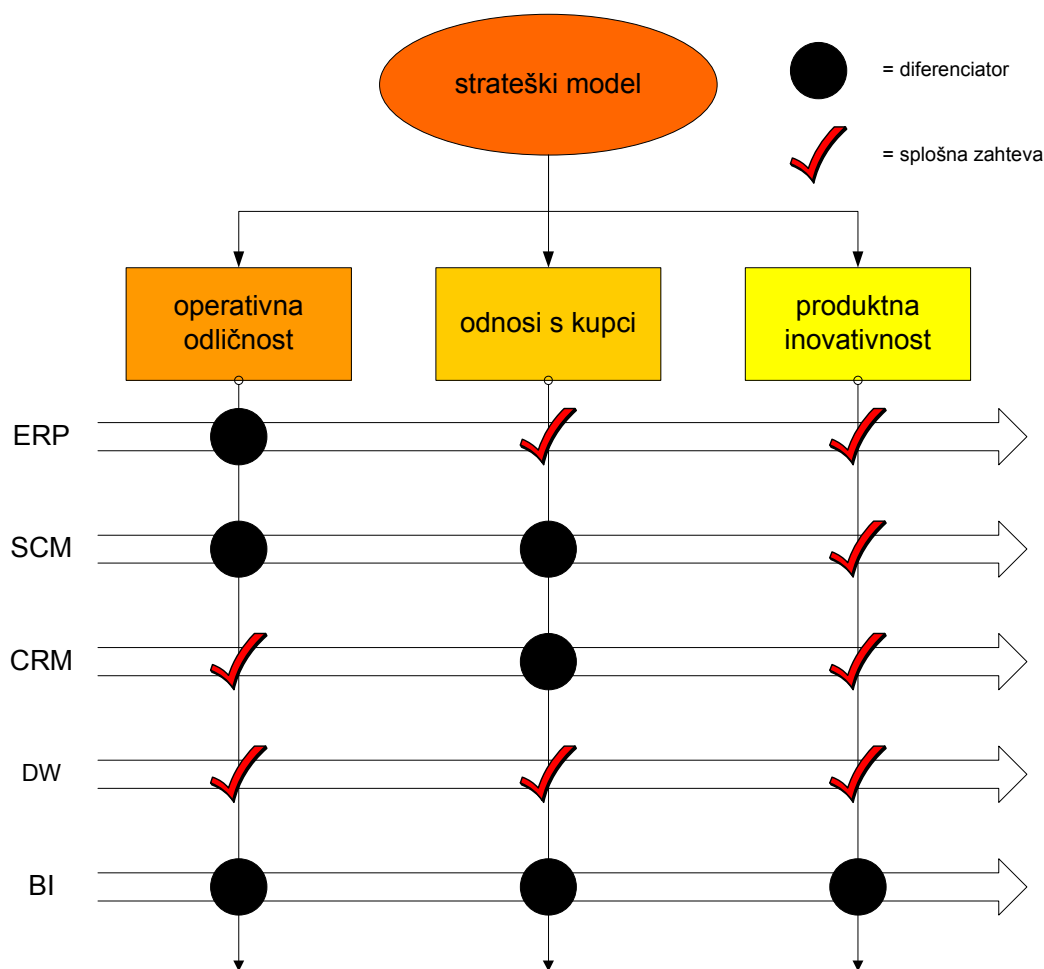 strateški model
= diferenciator
= splošna zahteva
operativna
odličnost
odnosi s kupci
produktna
inovativnost
ERP
SCM
CRM
DW
BI